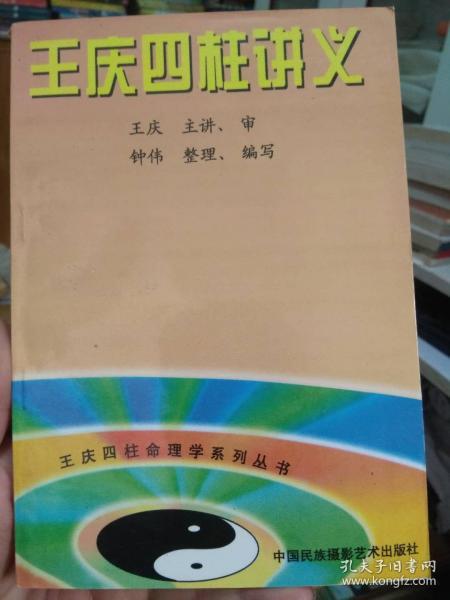 王庆四柱讲义
王庆 主讲、审
钟伟 整理、编写
王庆四柱命理学系列丛书
中国民族摄影艺术出版社
孔夫子旧书网
www.kongfz.com